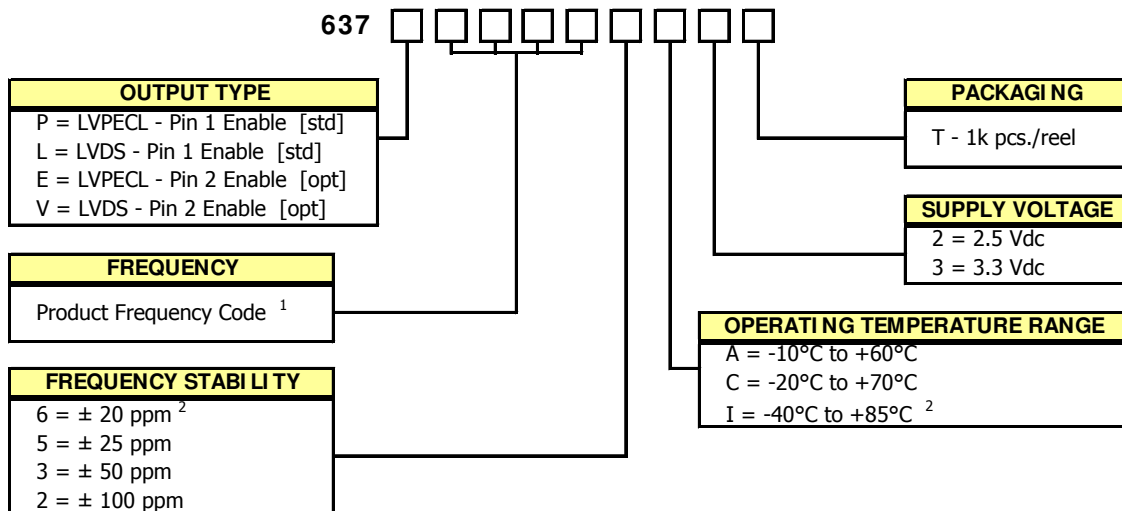 637
OUTPUT TYPE
P = LVPECL - Pin 1 Enable [std]
L = LVDS - Pin 1 Enable [std]
E = LVPECL - Pin 2 Enable [opt]
V = LVDS - Pin 2 Enable [opt]
FREQUENCY
Product Frequency Code 1
FREQUENCY STABILITY
6 = ± 20 ppm 2
5 = ± 25 ppm
3 = ± 50 ppm
2 = ± 100 ppm
PACKAGING
T - 1k pcs./reel
SUPPLY VOLTAGE
2 = 2.5 Vdc
3 = 3.3 Vdc
OPERATING TEMPERATURE RANGE
A = -10°C to +60°C
C = -20°C to +70°C
I = -40°C to +85°C 2